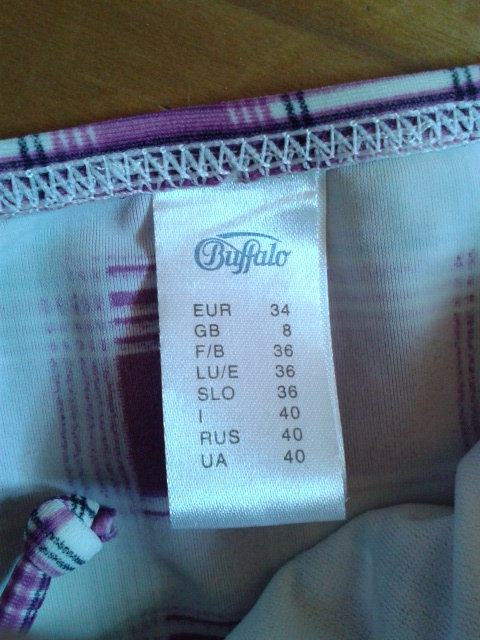 Buffalo
EUR 34
GB 8
F/B 36
LU/E 36
SLO 36
I 40
RUS 40
UA 40